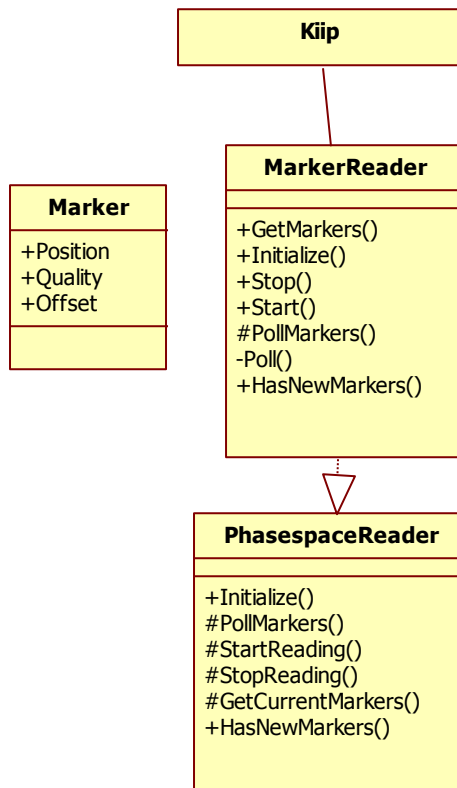 Kiip
MarkerReader
+GetMarkers()
+Initialize()
+Stop()
+Start()
#PollMarkers()
-Poll()
+HasNewMarkers()
Marker
+Position
+Quality
+Offset
PhasespaceReader
+Initialize()
#PollMarkers()
#StartReading()
#StopReading()
#GetCurrentMarkers()
+HasNewMarkers()